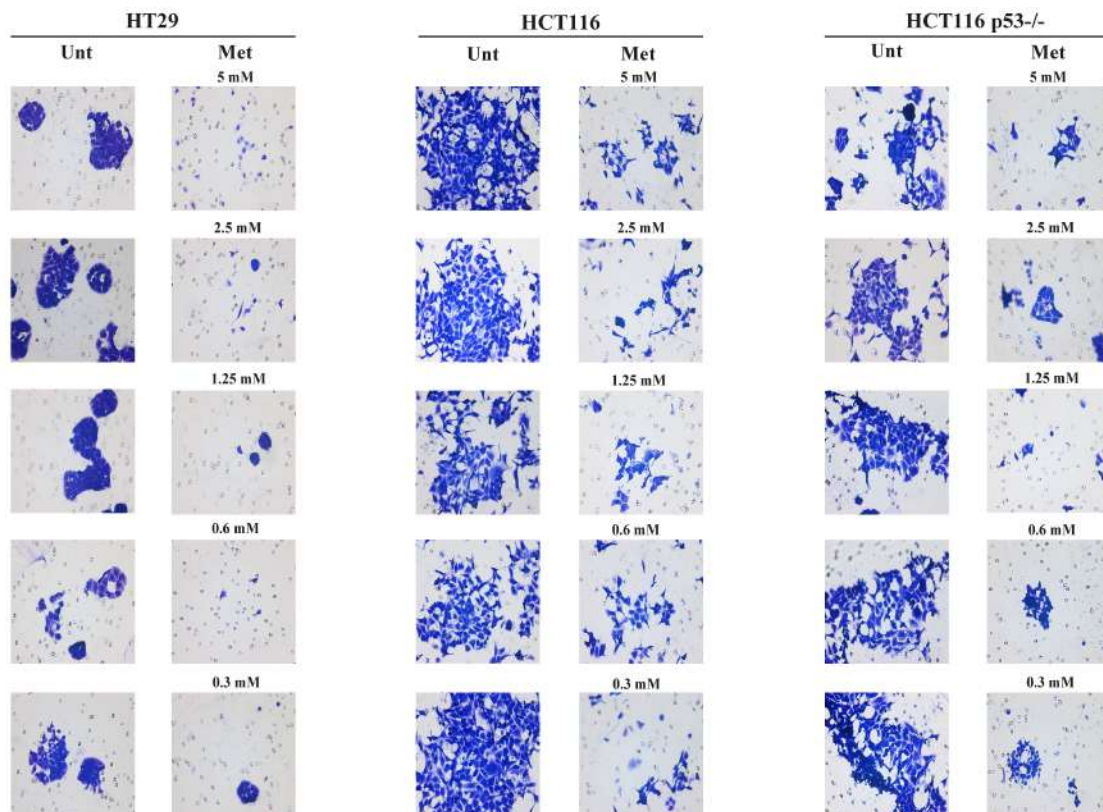 HT29 HCT116 HCT116 p53-/-
Unt Met Unt Met Unt Met
5 mM 5 mM 5 mM
2.5 mM 2.5 mM 2.5 mM
1.25 mM 1.25 mM 1.25 mM
0.6 mM 0.6 mM 0.6 mM
0.3 mM 0.3 mM 0.3 mM